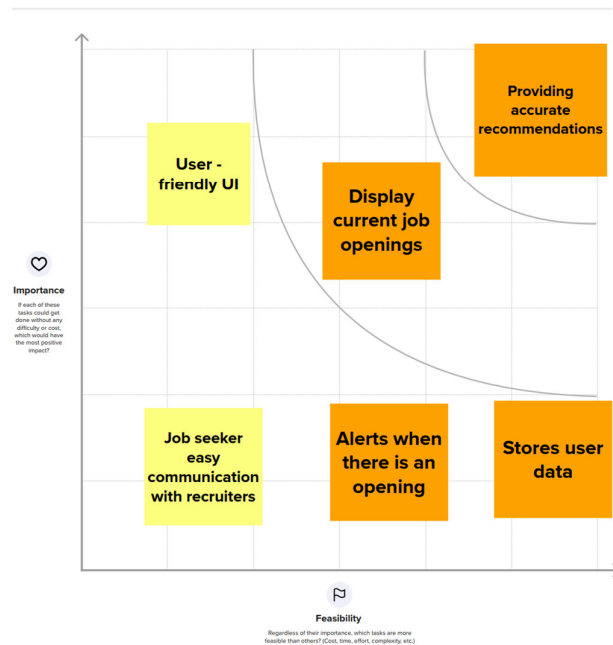 Providing
accurate
recommendations
User -
friendly UI
Display
current job
openings
Importance
If each of these
tasks could get
done without any
difficulty or cost,
which would have
the most positive
impact?
Job seeker
easy
communication
with recruiters
Alerts when
there is an
opening
Stores user
data
Feasibility
Regardless of their importance, which tasks are more
feasible than others? (Cost, time, effort, complexity, etc.)